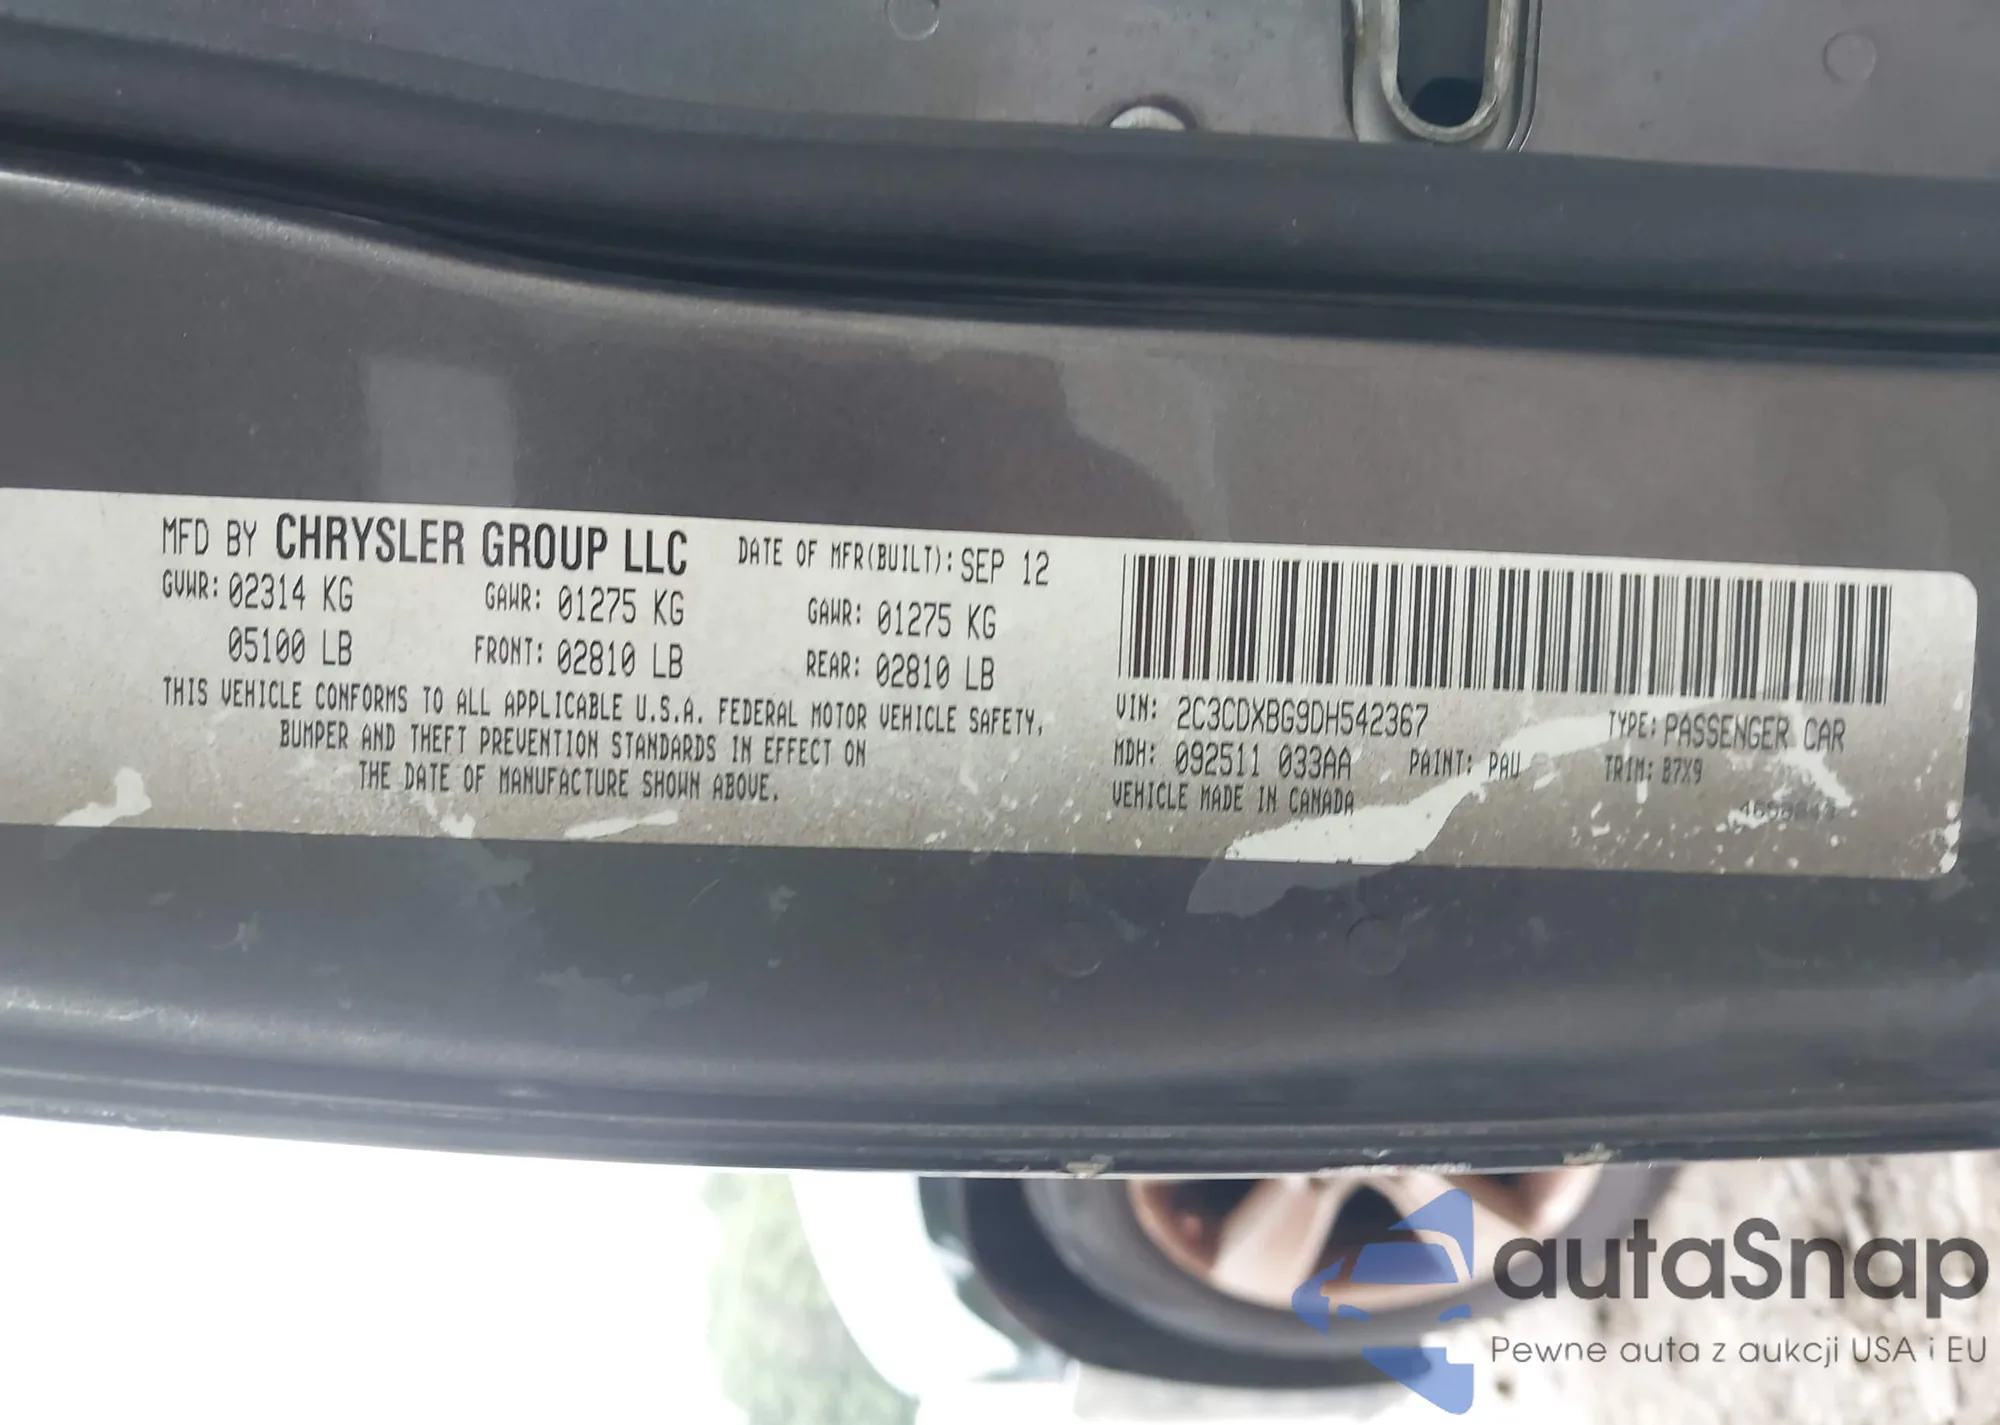 MFD BY CHRYSLER GROUP LLC DATE OF MFR(BUILT): SEP 12
GVWR: 02314 KG GAWR: 01275 KG GAWR: 01275 KG
05100 LB FRONT: 02810 LB REAR: 02810 LB
THIS VEHICLE CONFORMS TO ALL APPLICABLE U.S.A. FEDERAL MOTOR VEHICLE SAFETY,
BUMPER AND THEFT PREVENTION STANDARDS IN EFFECT ON
THE DATE OF MANUFACTURE SHOWN ABOVE.
VIN: 2C3CDXBG9DH542367 TYPE: PASSENGER CAR
MDH: 092511 033AA PAINT: PAU TRIM: B7X9
VEHICLE MADE IN CANADA
autaSnap
Pewne auta z aukcji USA i EU